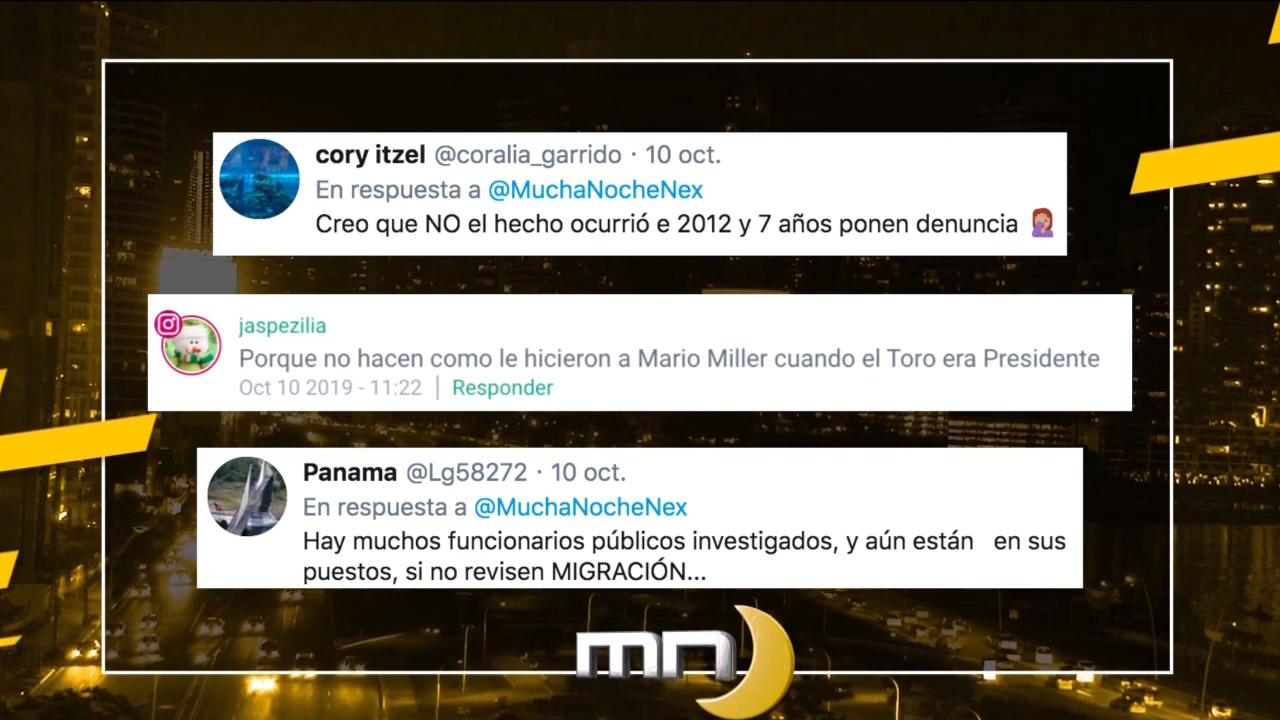 cory itzel @coralia_garrido · 10 oct.
En respuesta a @MuchaNocheNex
Creo que NO el hecho ocurrió e 2012 y 7 años ponen denuncia 🤦
jaspezilia
Porque no hacen como le hicieron a Mario Miller cuando el Toro era Presidente
Oct 10 2019 - 11:22 | Responder
Panama @Lg58272 · 10 oct.
En respuesta a @MuchaNocheNex
Hay muchos funcionarios públicos investigados, y aún están en sus
puestos, si no revisen MIGRACIÓN...
mn